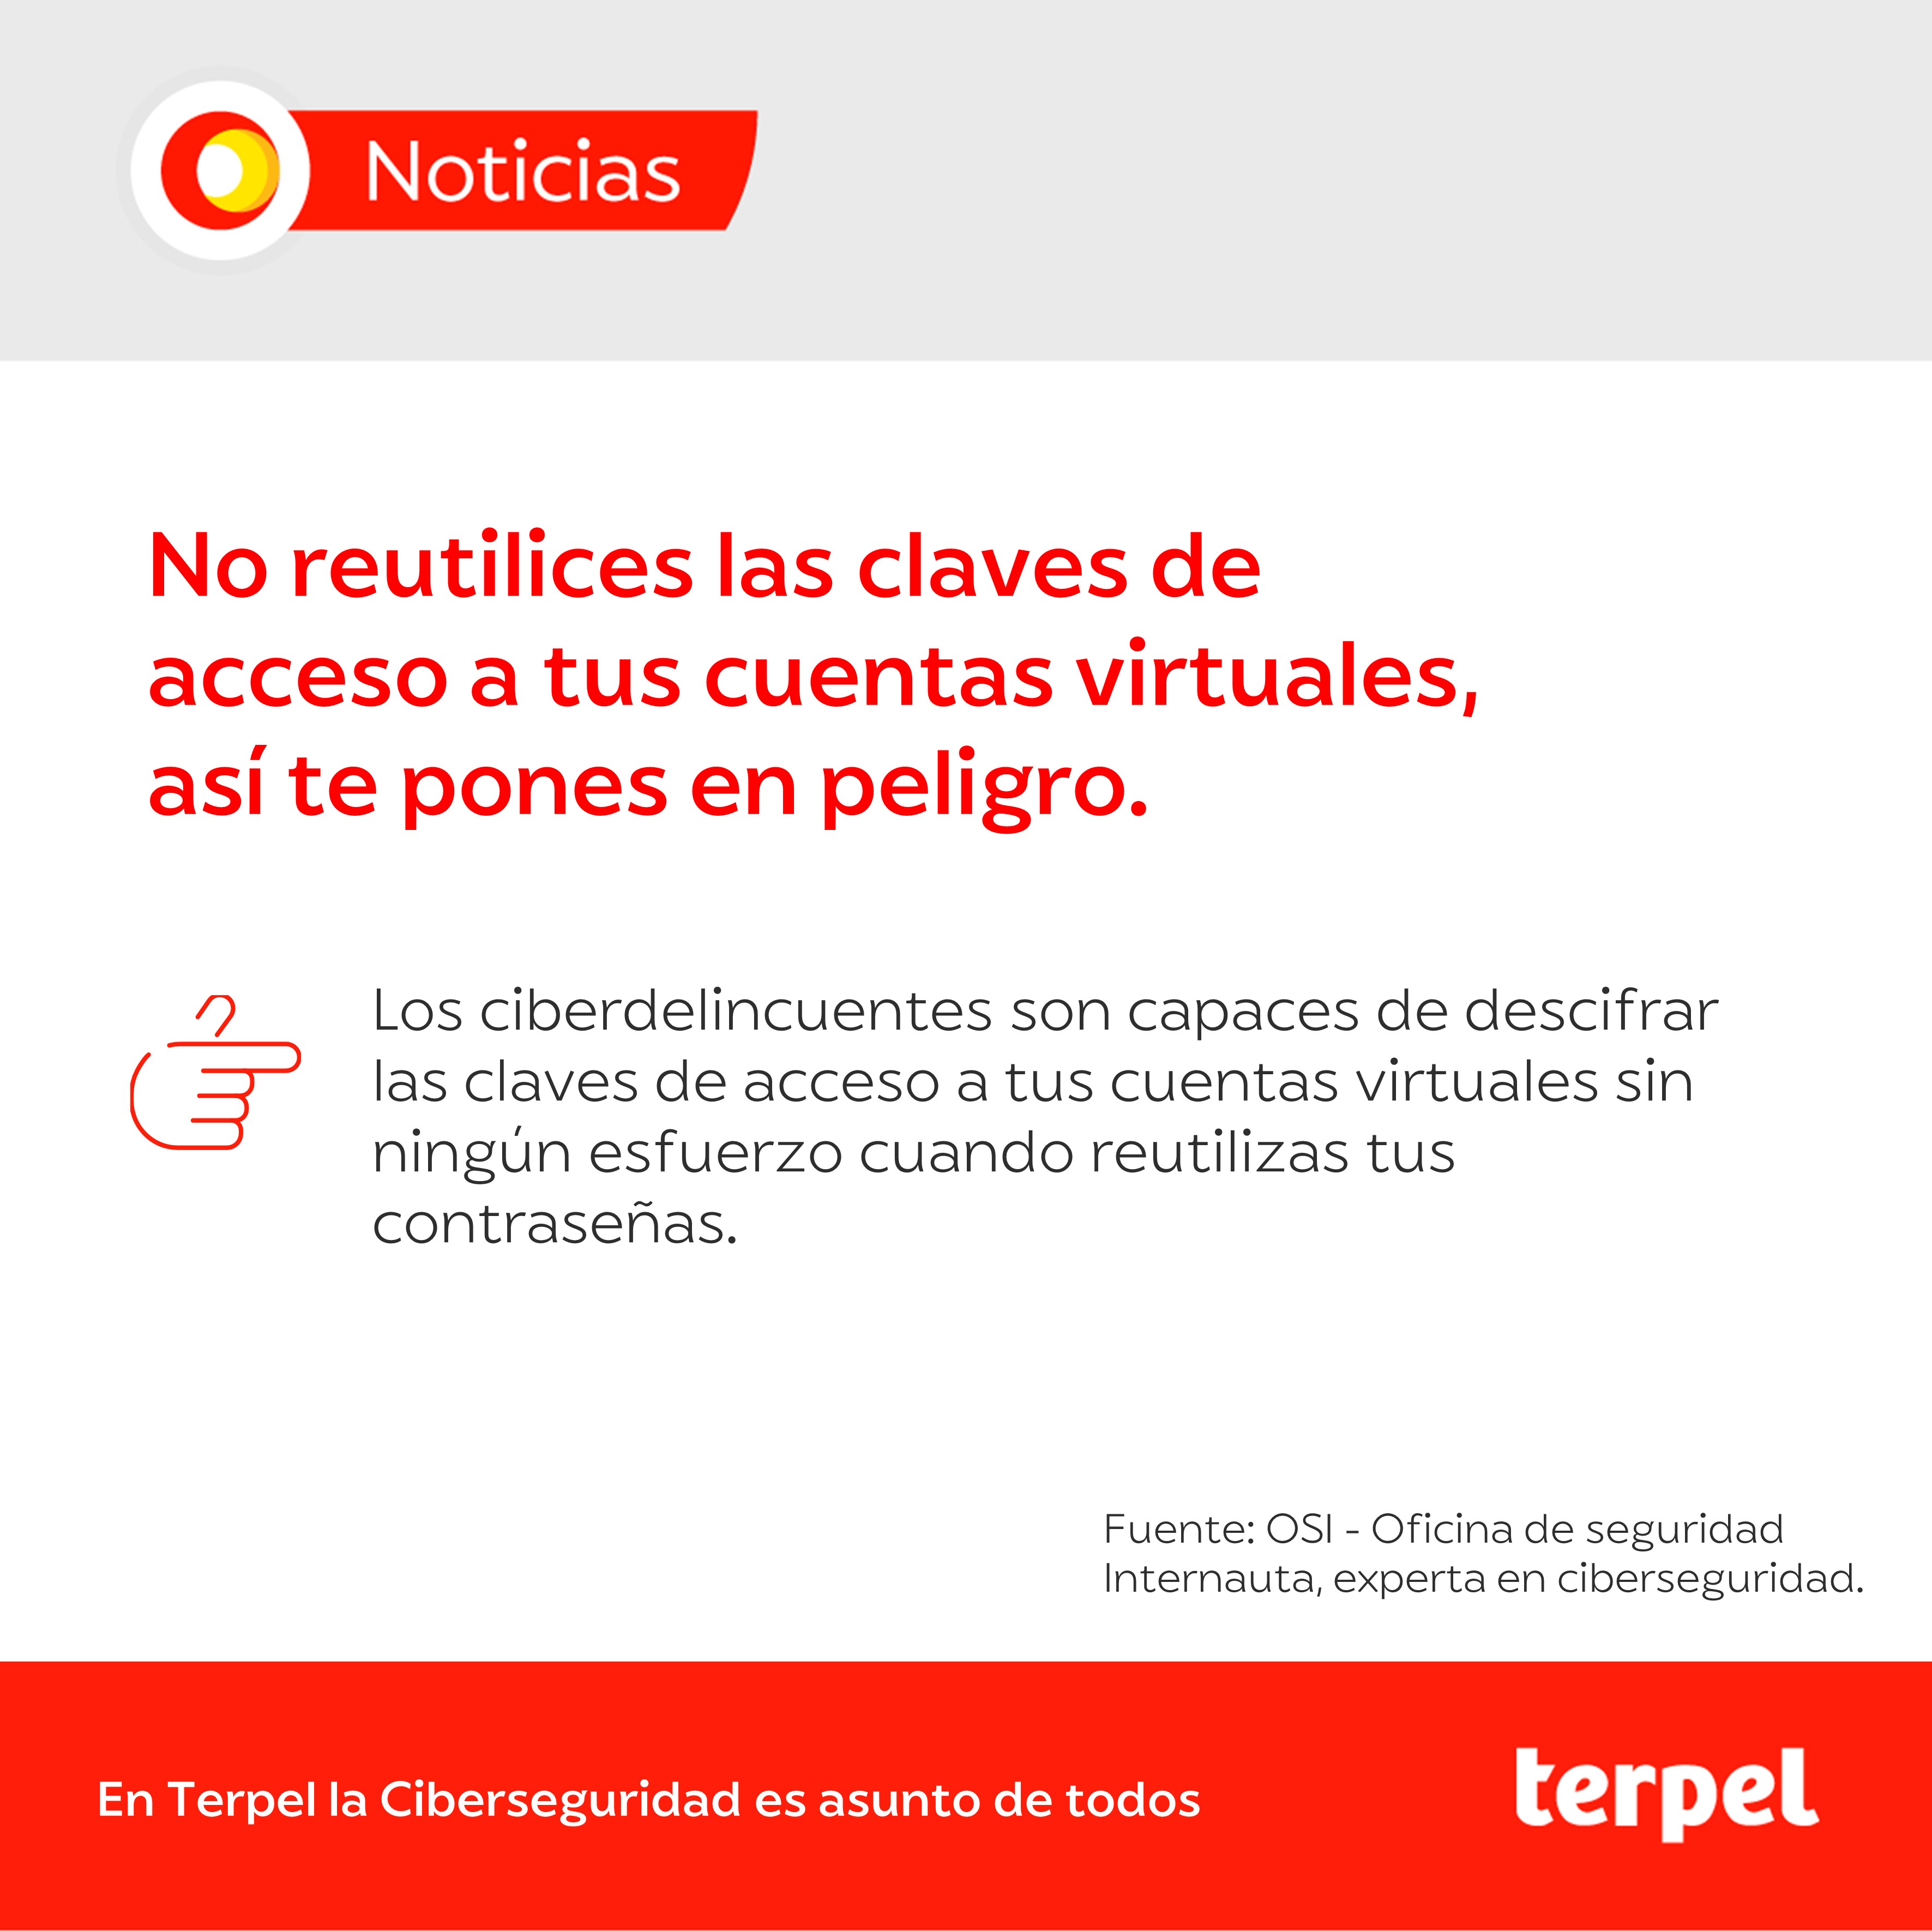 Noticias
No reutilices las claves de
acceso a tus cuentas virtuales,
así te pones en peligro.
Los ciberdelincuentes son capaces de descifrar
las claves de acceso a tus cuentas virtuales sin
ningún esfuerzo cuando reutilizas tus
contraseñas.
Fuente: OSI - Oficina de seguridad
Internauta, experta en ciberseguridad.
En Terpel la Ciberseguridad es asunto de todos
terpel